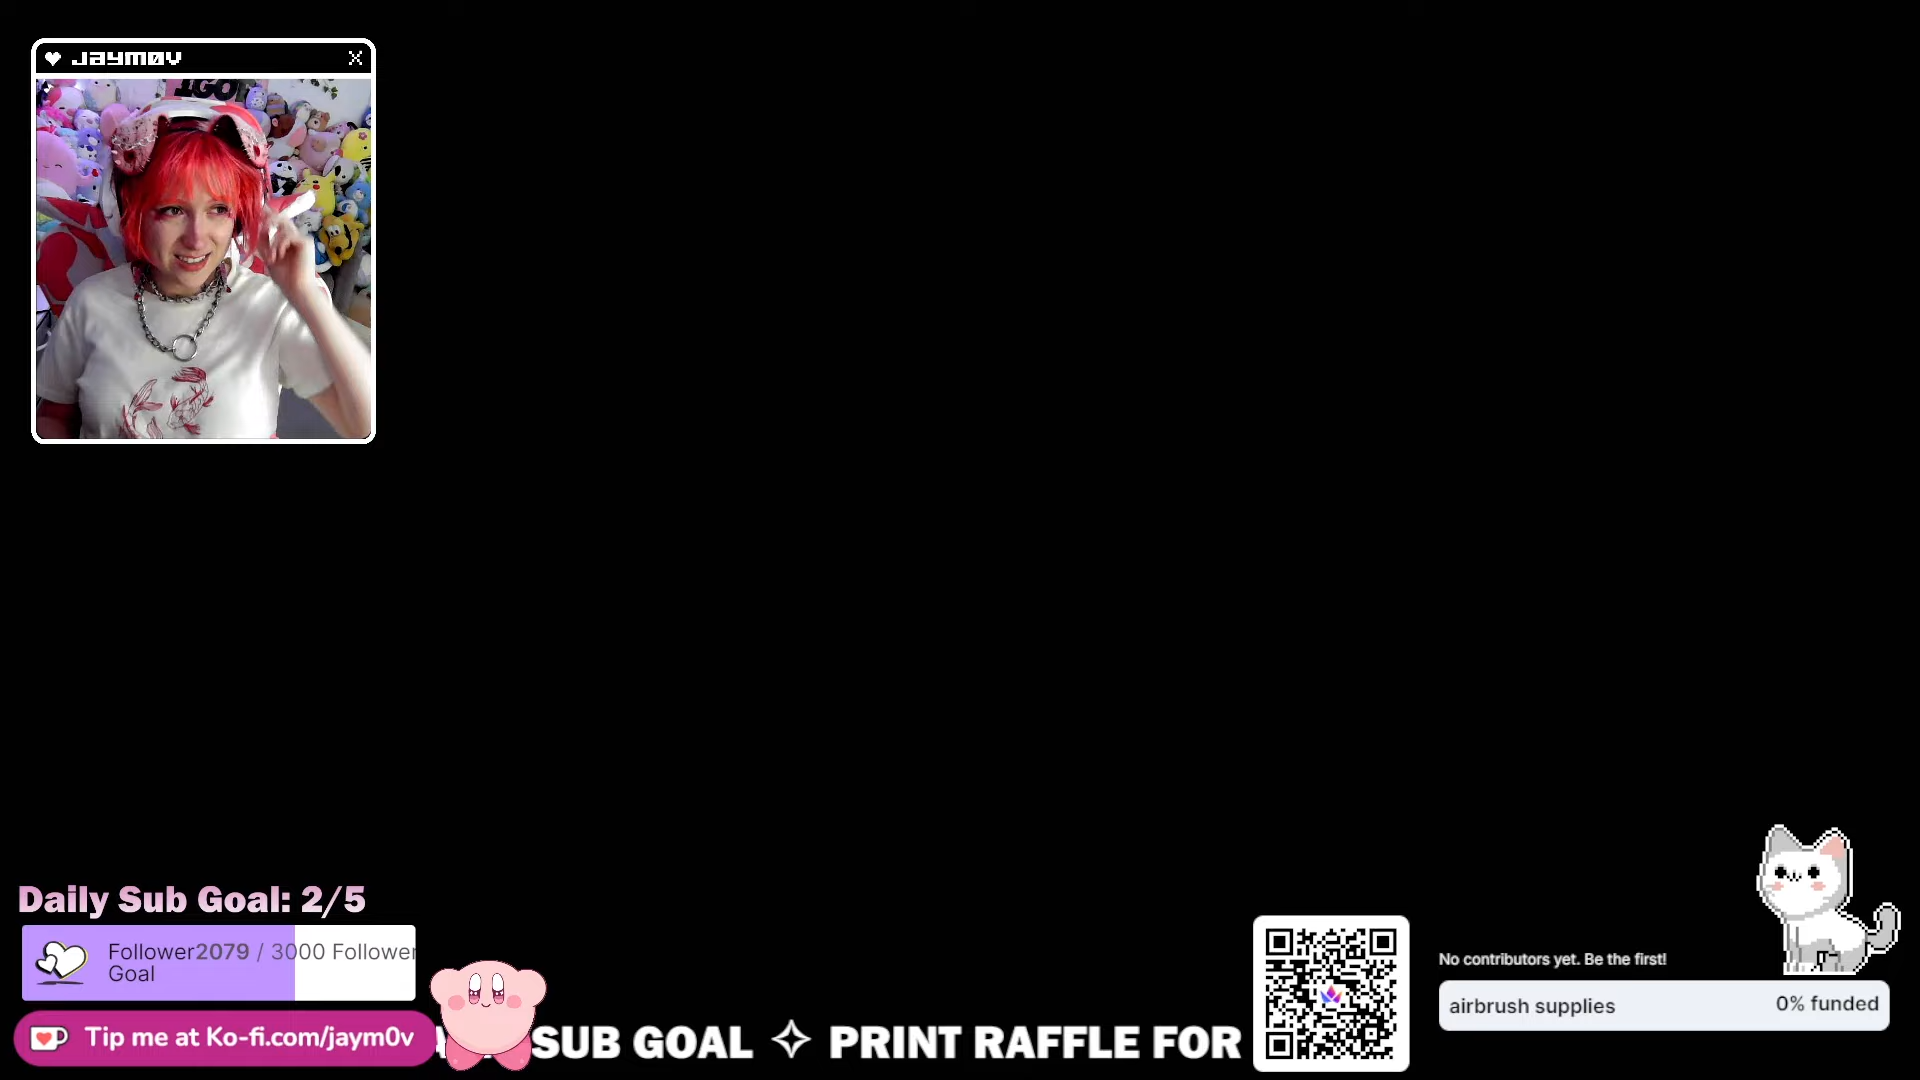 Jaym0v
IGOR
Daily Sub Goal: 2/5
Follower2079 / 3000 Follower
Goal
Tip me at Ko-fi.com/jaym0v
SUB GOAL ✧ PRINT RAFFLE FOR
No contributors yet. Be the first!
airbrush supplies
0% funded